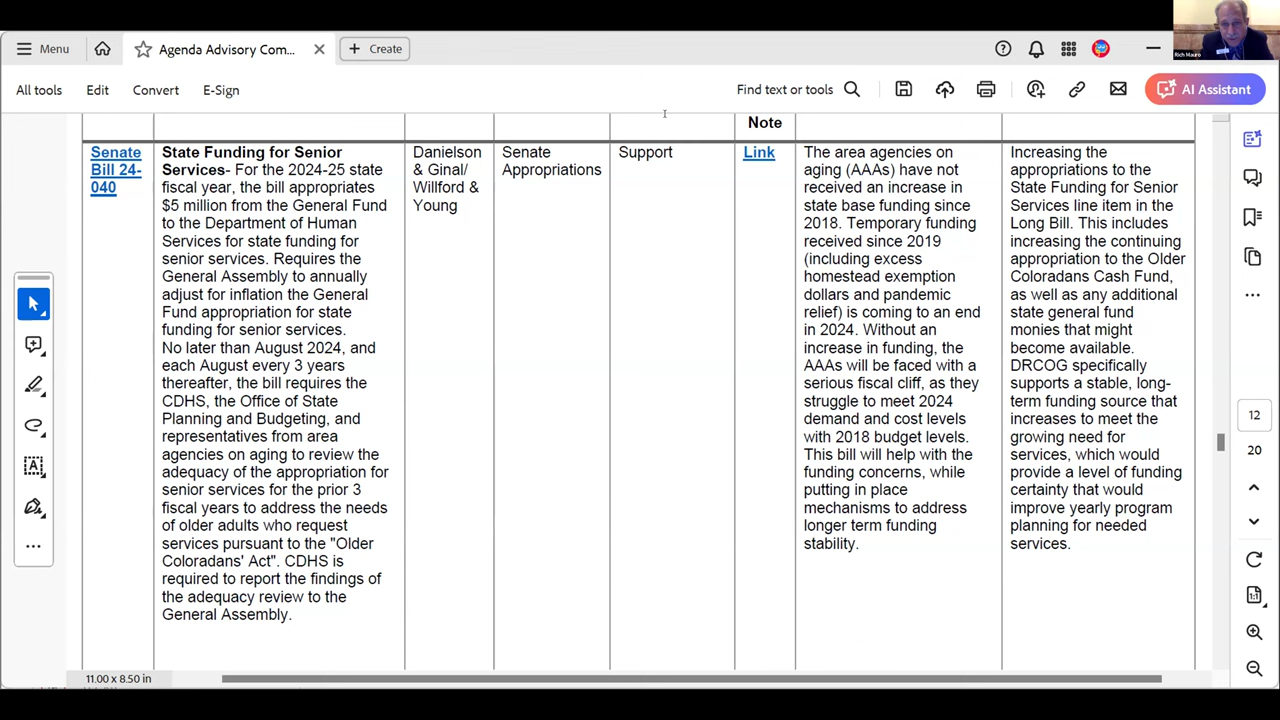 Menu
Agenda Advisory Com...
Create
Rich Mauro
All tools
Edit
Convert
E-Sign
Find text or tools
AI Assistant
Note
Senate
Bill 24-
040
State Funding for Senior
Services- For the 2024-25 state
fiscal year, the bill appropriates
$5 million from the General Fund
to the Department of Human
Services for state funding for
senior services. Requires the
General Assembly to annually
adjust for inflation the General
Fund appropriation for state
funding for senior services.
No later than August 2024, and
each August every 3 years
thereafter, the bill requires the
CDHS, the Office of State
Planning and Budgeting, and
representatives from area
agencies on aging to review the
adequacy of the appropriation for
senior services for the prior 3
fiscal years to address the needs
of older adults who request
services pursuant to the "Older
Coloradans' Act". CDHS is
required to report the findings of
the adequacy review to the
General Assembly.
Danielson
& Ginal/
Willford &
Young
Senate
Appropriations
Support
Link
The area agencies on
aging (AAAs) have not
received an increase in
state base funding since
2018. Temporary funding
received since 2019
(including excess
homestead exemption
dollars and pandemic
relief) is coming to an end
in 2024. Without an
increase in funding, the
AAAs will be faced with a
serious fiscal cliff, as they
struggle to meet 2024
demand and cost levels
with 2018 budget levels.
This bill will help with the
funding concerns, while
putting in place
mechanisms to address
longer term funding
stability.
Increasing the
appropriations to the
State Funding for Senior
Services line item in the
Long Bill. This includes
increasing the continuing
appropriation to the Older
Coloradans Cash Fund,
as well as any additional
state general fund
monies that might
become available.
DRCOG specifically
supports a stable, long-
term funding source that
increases to meet the
growing need for
services, which would
provide a level of funding
certainty that would
improve yearly program
planning for needed
services.
12
20
1:1
11.00 x 8.50 in